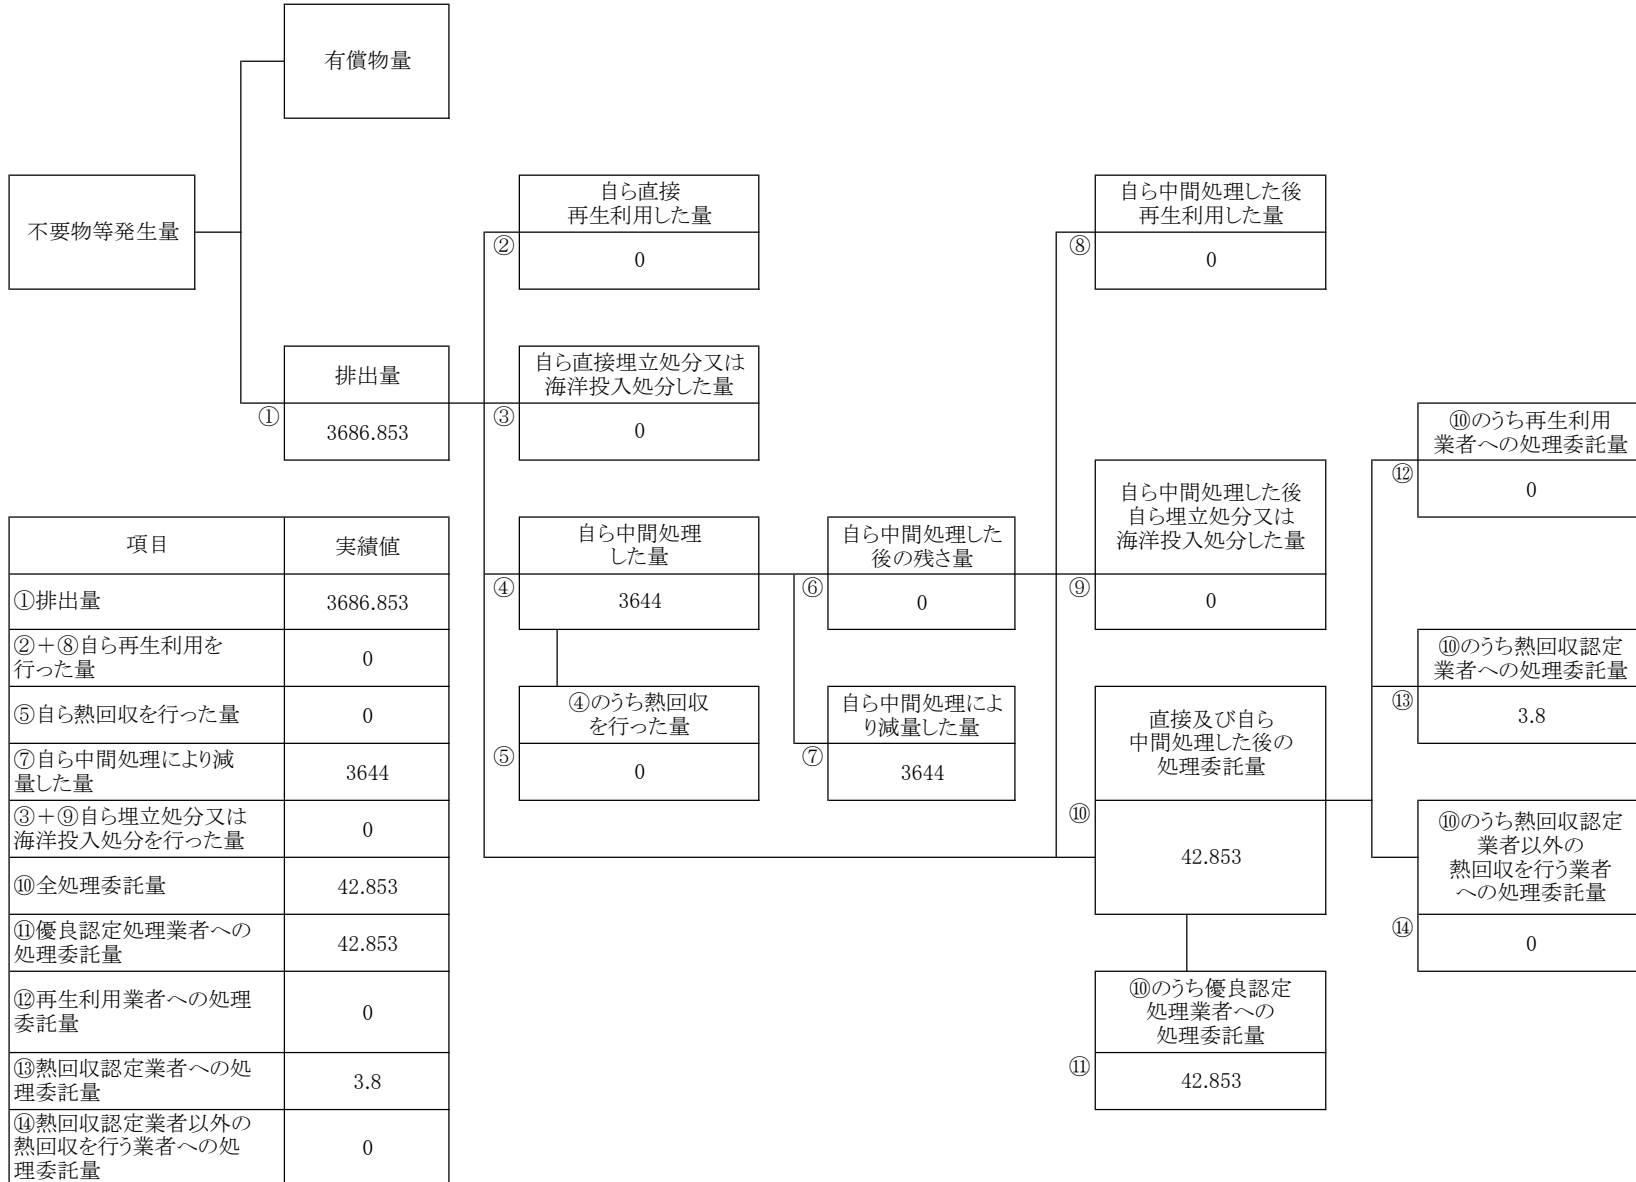 有償物量
不要物等発生量
自ら直接
再生利用した量
②
0
自ら中間処理した後
再生利用した量
⑧
0
排出量
①
3686.853
自ら直接埋立処分又は
海洋投入処分した量
③
0
⑩のうち再生利用
業者への処理委託量
⑫
0
自ら中間処理
した量
④
3644
自ら中間処理した
後の残さ量
⑥
0
自ら中間処理した後
自ら埋立処分又は
海洋投入処分した量
⑨
0
⑩のうち熱回収認定
業者への処理委託量
⑬
3.8
④のうち熱回収
を行った量
⑤
0
自ら中間処理によ
り減量した量
⑦
3644
直接及び自ら
中間処理した後の
処理委託量
⑩
42.853
⑩のうち熱回収認定
業者以外の
熱回収を行う業者
への処理委託量
⑭
0
⑩のうち優良認定
処理業者への
処理委託量
⑪
42.853
項目
実績値
①排出量
3686.853
②+⑧自ら再生利用を
行った量
0
⑤自ら熱回収を行った量
0
⑦自ら中間処理により減
量した量
3644
③+⑨自ら埋立処分又は
海洋投入処分を行った量
0
⑩全処理委託量
42.853
⑪優良認定処理業者への
処理委託量
42.853
⑫再生利用業者への処理
委託量
0
⑬熱回収認定業者への処
理委託量
3.8
⑭熱回収認定業者以外の
熱回収を行う業者への処
理委託量
0